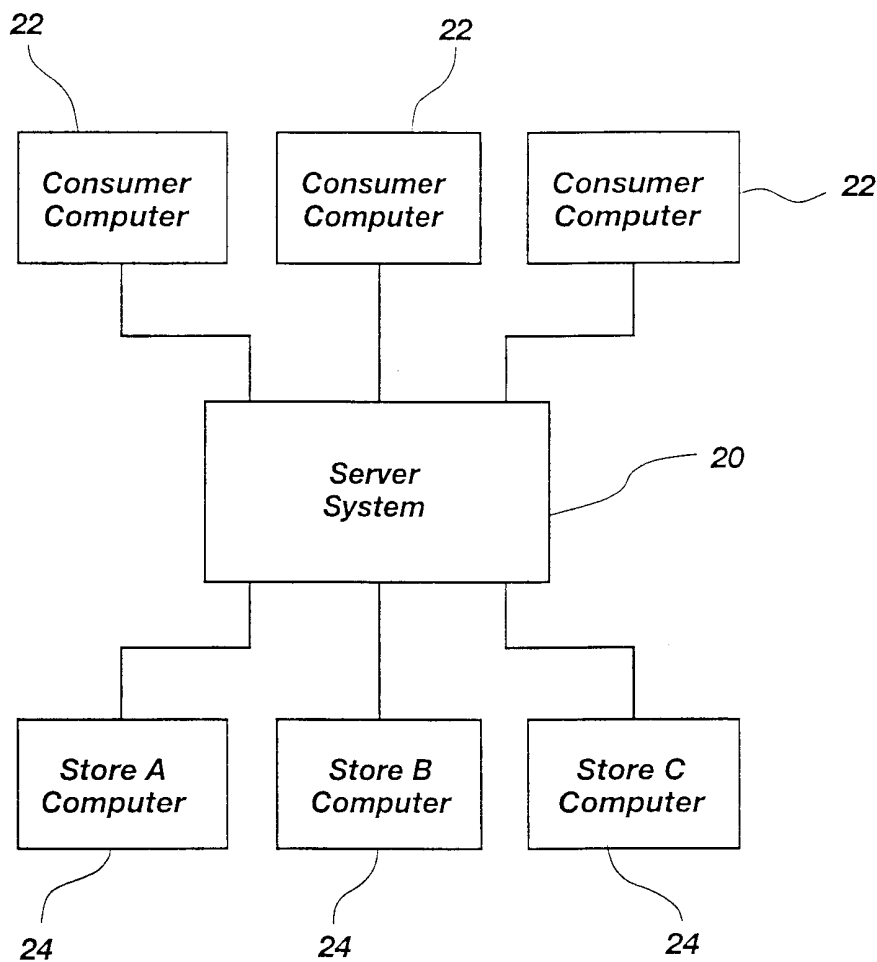 22
22
Consumer
Computer
Consumer
Computer
Consumer
Computer
22
Server
System
20
Store A
Computer
Store B
Computer
Store C
Computer
24
24
24